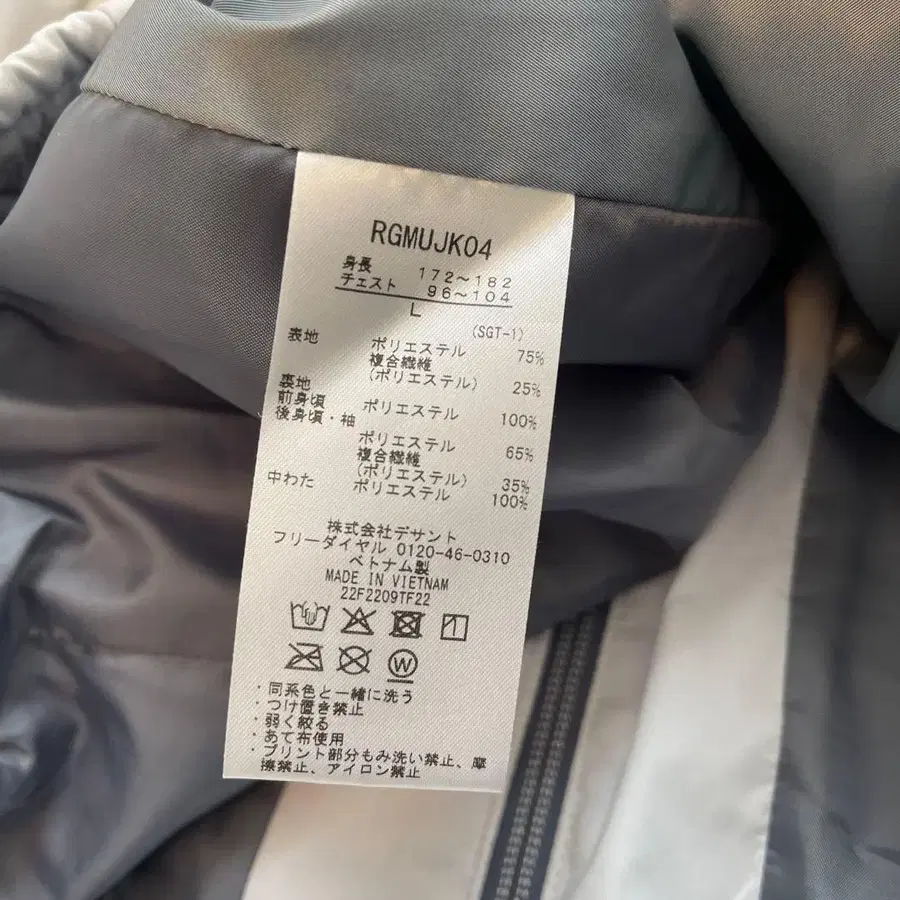 RGMUJK04
身長 172〜182
チェスト 96〜104
L
(SGT-1)
表地 ポリエステル 75%
複合繊維
(ポリエステル) 25%
裏地
前身頃 ポリエステル 100%
後身頃・袖
ポリエステル 65%
複合繊維
(ポリエステル) 35%
中わた ポリエステル 100%
株式会社デサント
フリーダイヤル 0120-46-0310
ベトナム製
MADE IN VIETNAM
22F2209TF22
W
・同系色と一緒に洗う
・つけ置き禁止
・弱く絞る
・あて布使用
・プリント部分もみ洗い禁止、摩
擦禁止、アイロン禁止